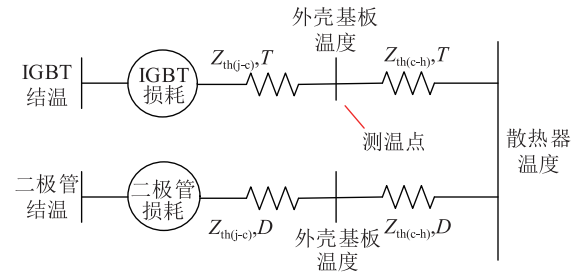 外壳基板
温度
Zth(j-c),T
Zth(c-h),T
IGBT
结温
IGBT
损耗
测温点
散热器
温度
二极管
结温
二极管
损耗
Zth(j-c),D
外壳基板
温度
Zth(c-h),D